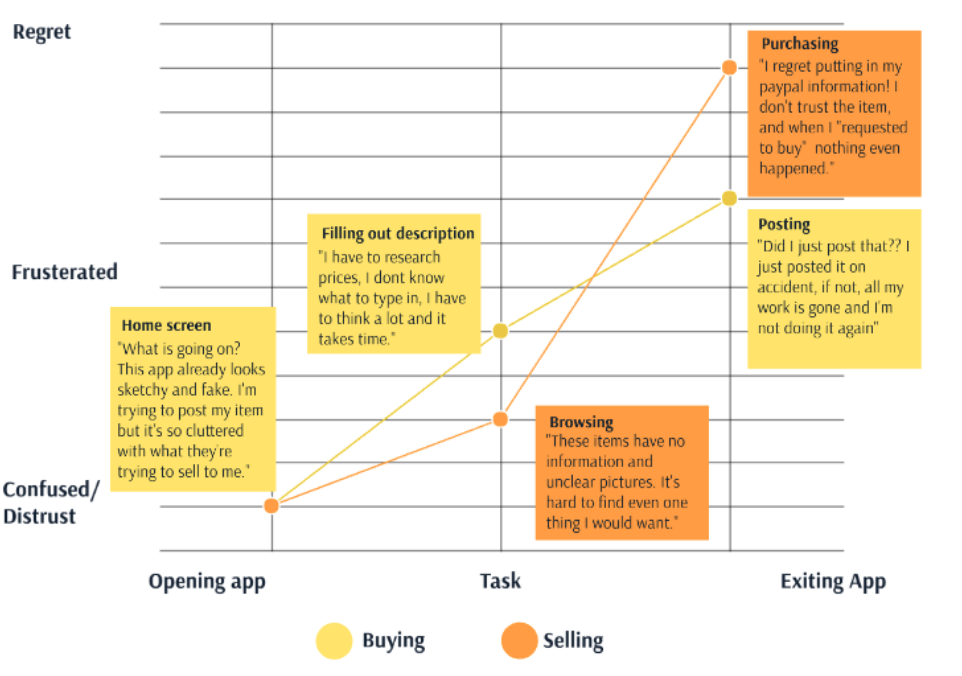 Regret
Purchasing
"I regret putting in my
paypal information! I
don't trust the item,
and when I "requested
to buy" nothing even
happened."
Filling out description
"I have to research
prices, I dont know
what to type in, I have
to think a lot and it
takes time."
Posting
"Did I just post that?? I
just posted it on
accident, if not, all my
work is gone and I'm
not doing it again"
Frusterated
Home screen
"What is going on?
This app already looks
sketchy and fake. I'm
trying to post my item
but it's so cluttered
with what they're
trying to sell to me."
Browsing
"These items have no
information and
unclear pictures. It's
hard to find even one
thing I would want."
Confused/
Distrust
Opening app
Task
Exiting App
Buying
Selling